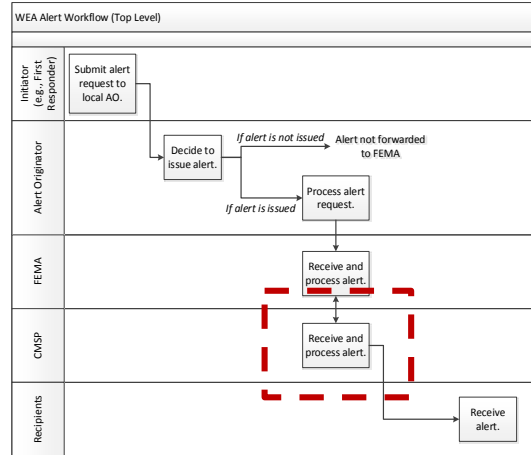 WEA Alert Workflow (Top Level)
Initiator
(e.g., First
Responder)
Submit alert
request to
local AO.
Alert Originator
Decide to
issue alert.
If alert is not issued
Alert not forwarded
to FEMA
If alert is issued
Process alert
request.
FEMA
Receive and
process alert.
CMSP
Receive and
process alert.
Recipients
Receive
alert.